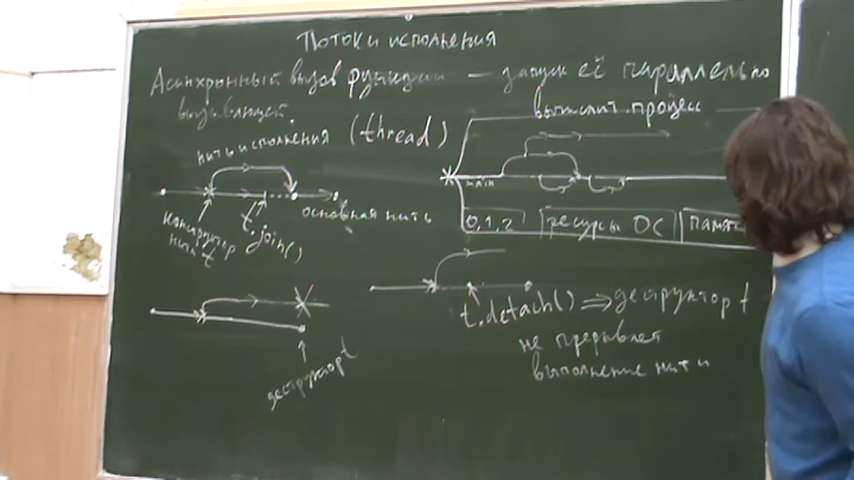 Потоки исполнения
Асинхронный вызов функции — запуск её параллельно
вызывающей.
нить исполнения (thread)
вычислит. процесс
main
0,1,2 ресурсы ОС память
основная нить
конструктор
нити t
t.join()
t.detach() ⇒ деструктор t
не прерывает
выполнение нити
деструктор t